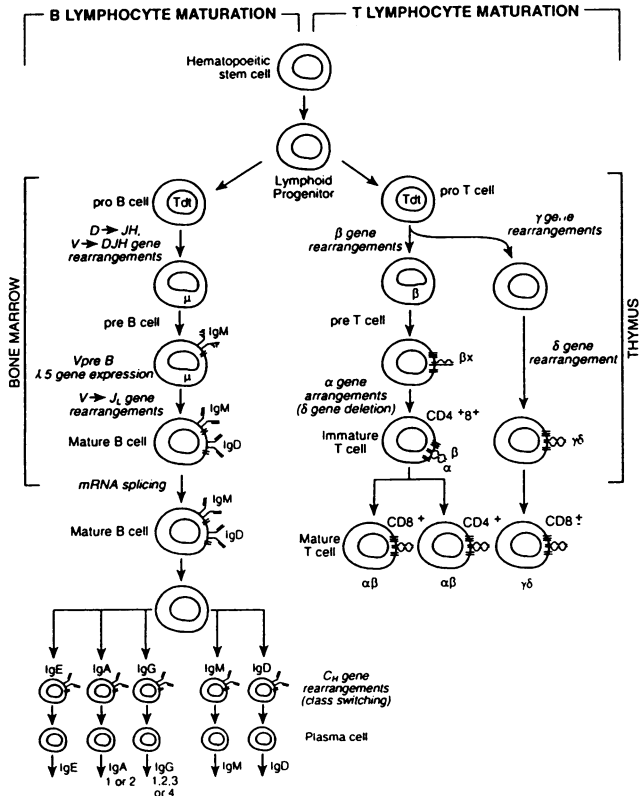 B LYMPHOCYTE MATURATION
T LYMPHOCYTE MATURATION
Hematopoeitic
stem cell
Lymphoid
Progenitor
BONE MARROW
pro B cell
Tdt
D → JH,
V → DJH gene
rearrangements
μ
pre B cell
IgM
Vpre B
λ 5 gene expression
μ
V → JL gene
rearrangements
IgM
Mature B cell
IgD
mRNA splicing
IgM
Mature B cell
IgD
IgE
IgA
IgG
IgM
IgD
CH gene
rearrangements
(class switching)
Plasma cell
IgE
IgA
1 or 2
IgG
1,2,3
or 4
IgM
IgD
THYMUS
Tdt
pro T cell
β gene
rearrangements
γ gene
rearrangements
β
pre T cell
βx
δ gene
rearrangement
α gene
arrangements
(δ gene deletion)
CD4 +8+
Immature
T cell
β
α
γδ
CD8 +
CD4 +
CD8 ±
Mature
T cell
αβ
αβ
γδ